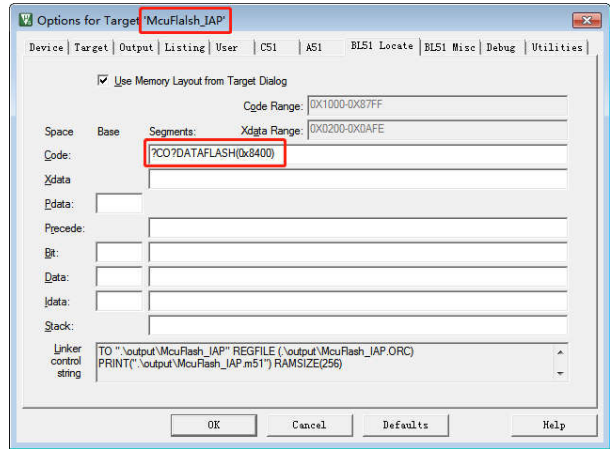 Options for Target 'McuFlalsh_IAP'
Device Target Output Listing User C51 A51 BL51 Locate BL51 Misc Debug Utilities
Use Memory Layout from Target Dialog
Code Range: 0X1000-0X87FF
Space Base Segments: Xdata Range: 0X0200-0X0AFE
Code: ?CO?DATAFLASH(0x8400)
Xdata
Pdata:
Precede:
Bit:
Data:
Idata:
Stack:
Linker control string
TO ".\output\McuFlash_IAP" REGFILE (.\output\McuFlash_IAP.ORC)
PRINT(".\output\McuFlash_IAP.m51") RAMSIZE(256)
OK Cancel Defaults Help